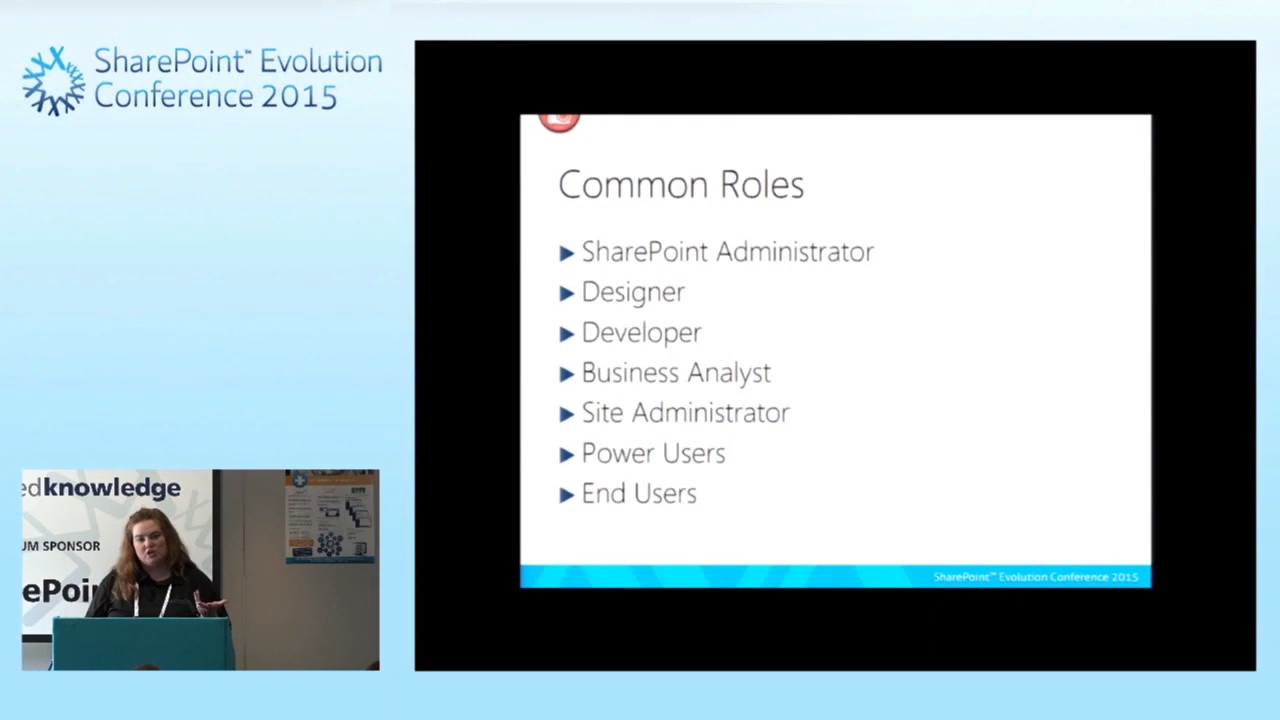 SharePoint™ Evolution
Conference 2015
Common Roles
SharePoint Administrator
Designer
Developer
Business Analyst
Site Administrator
Power Users
End Users
SharePoint™ Evolution Conference 2015
edknowledge
UM SPONSOR
ePoi